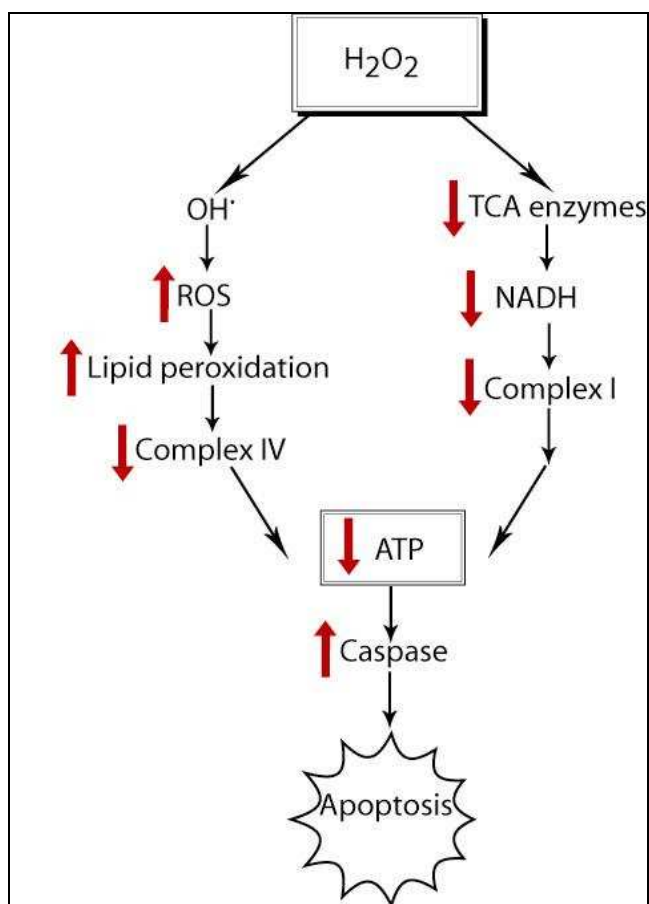 H₂O₂
OH˙
TCA enzymes
ROS
NADH
Lipid peroxidation
Complex I
Complex IV
ATP
Caspase
Apoptosis